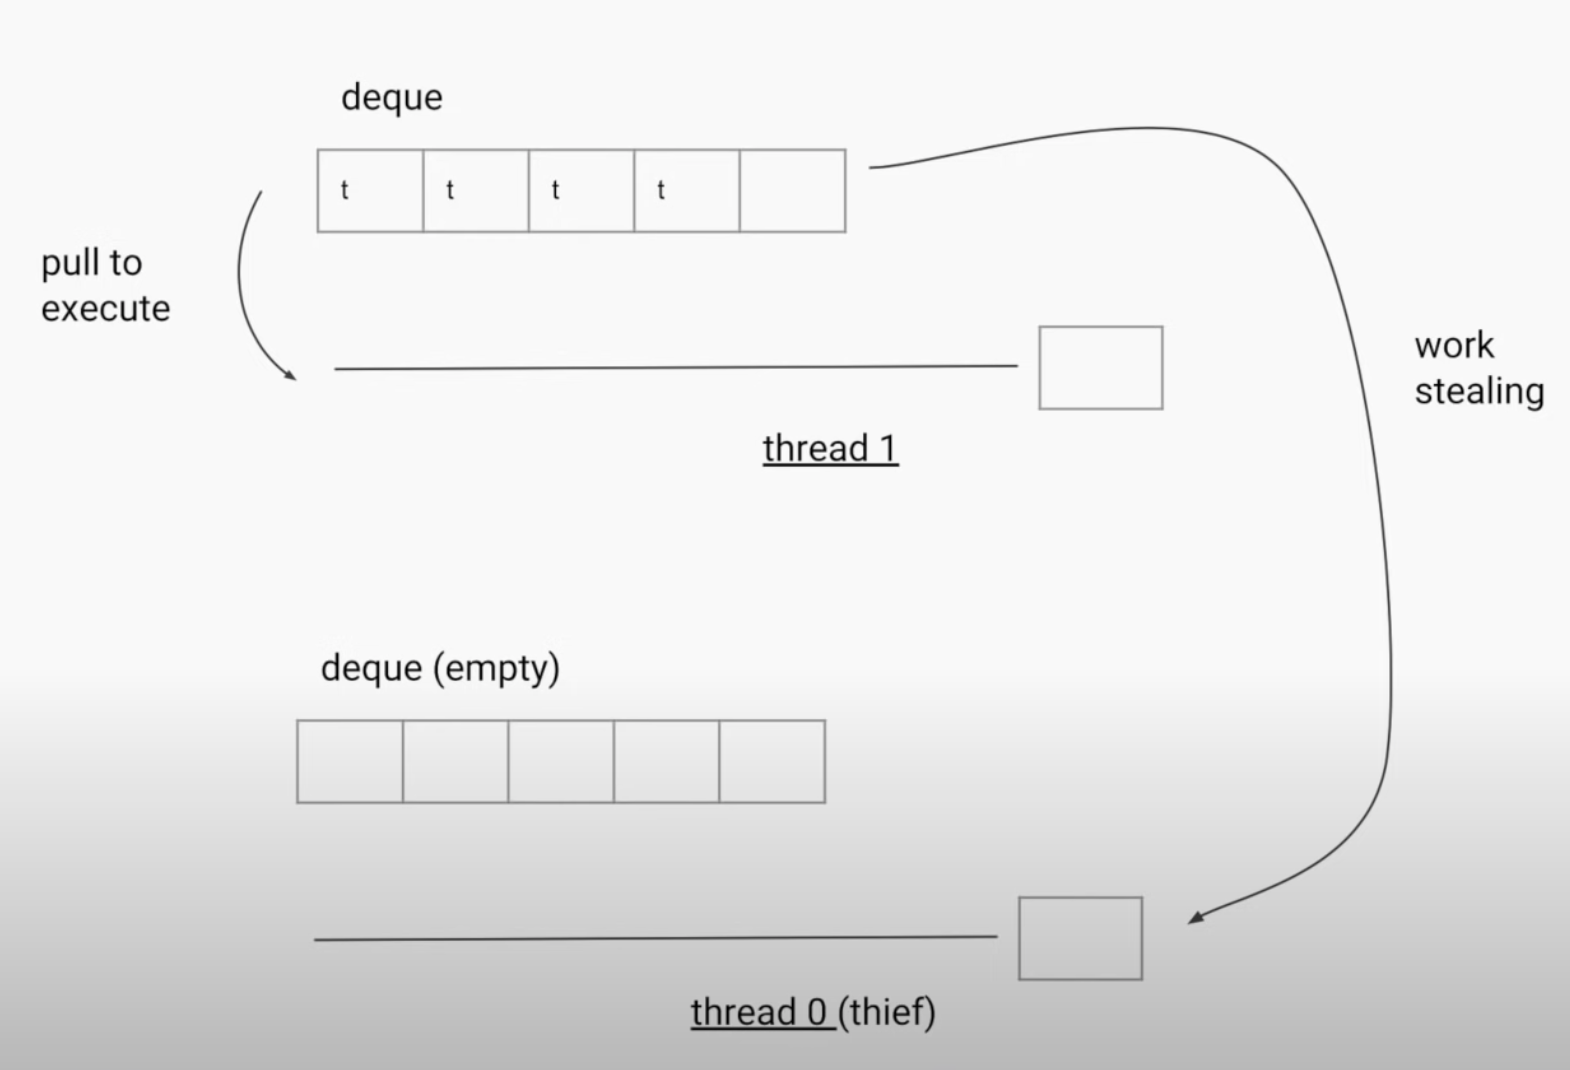 deque
t t t t
pull to
execute
work
stealing
thread 1
deque (empty)
thread 0 (thief)